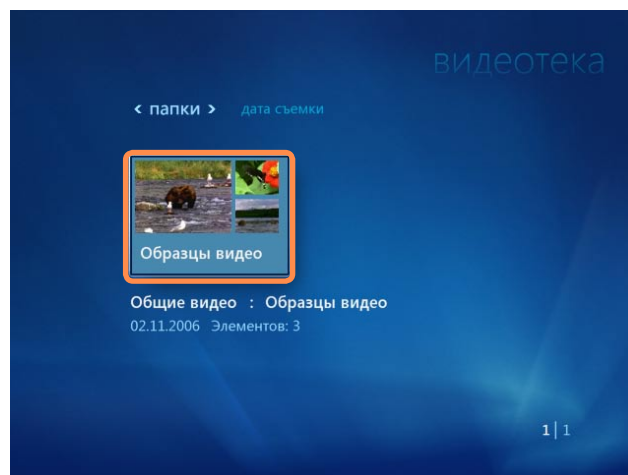 видеотека
< папки > дата съемки
Образцы видео
Общие видео : Образцы видео
02.11.2006 Элементов: 3
1|1